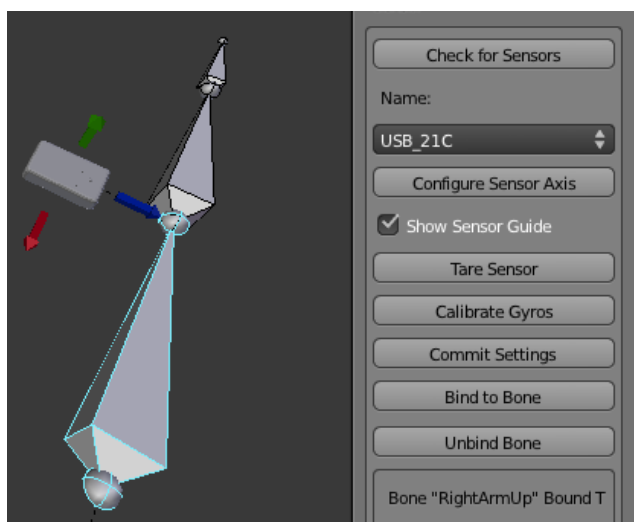 Check for Sensors
Name:
USB_21C
Configure Sensor Axis
Show Sensor Guide
Tare Sensor
Calibrate Gyros
Commit Settings
Bind to Bone
Unbind Bone
Bone "RightArmUp" Bound T